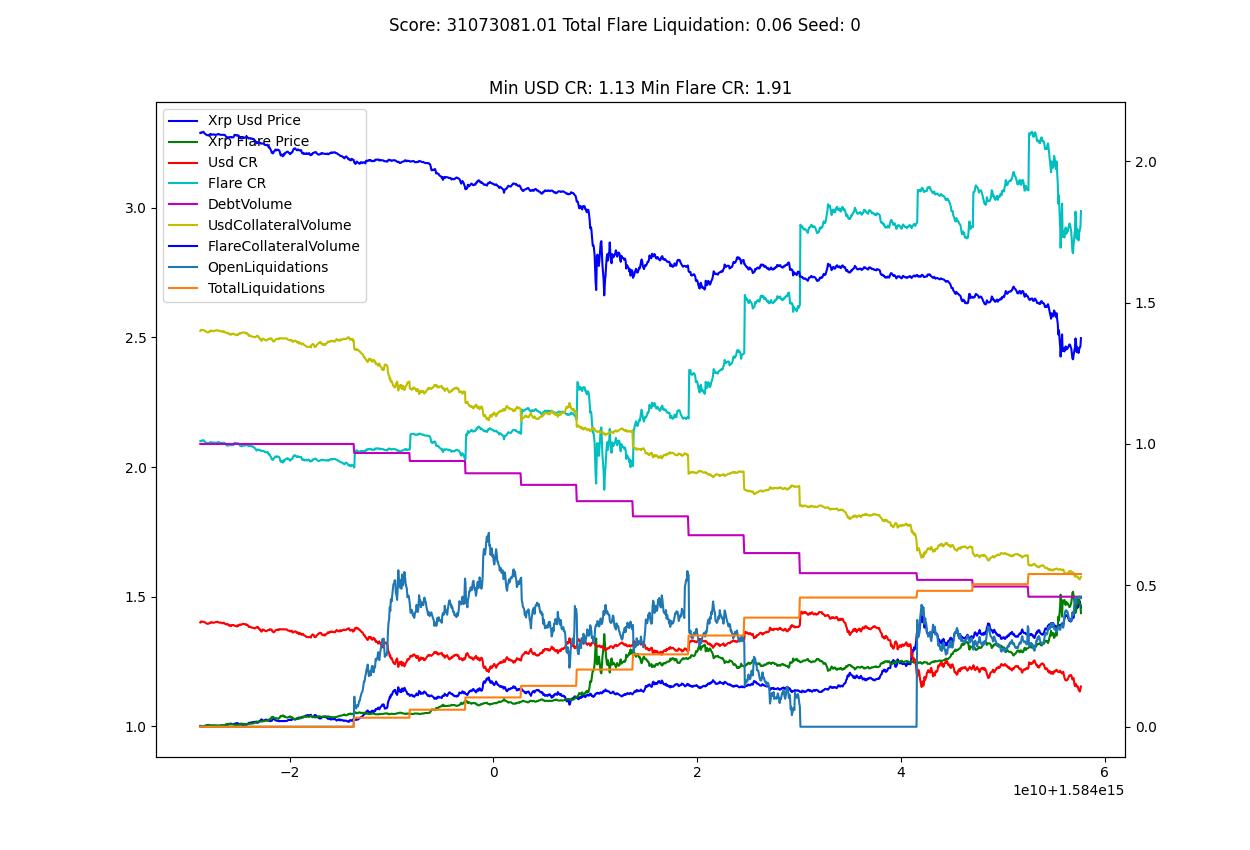 Score: 31073081.01 Total Flare Liquidation: 0.06 Seed: 0
Min USD CR: 1.13 Min Flare CR: 1.91
Xrp Usd Price
Xrp Flare Price
Usd CR
Flare CR
DebtVolume
UsdCollateralVolume
FlareCollateralVolume
OpenLiquidations
TotalLiquidations
3.0
2.5
2.0
1.5
1.0
2.0
1.5
1.0
0.5
0.0
−2 0 2 4 6
1e10+1.584e15